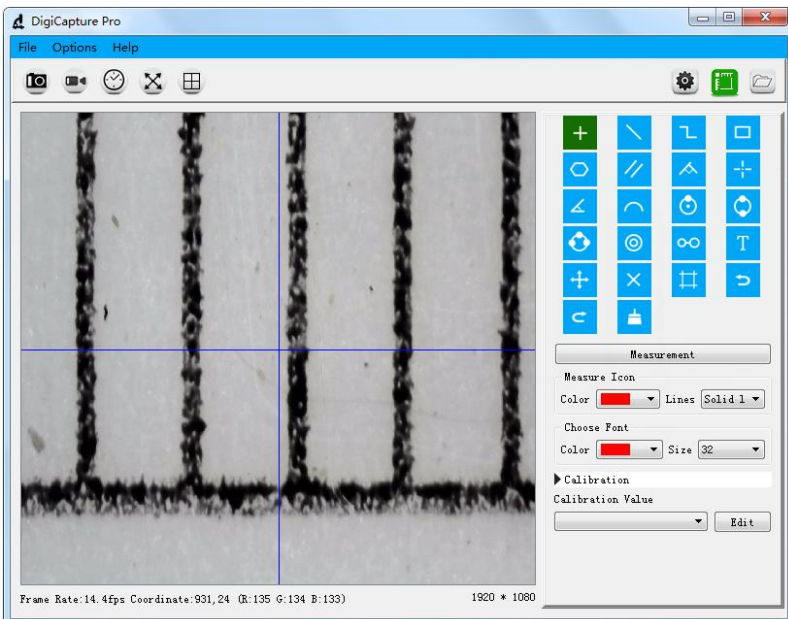 DigiCapture Pro
File Options Help
T
Measurement
Measure Icon
Color Lines Solid 1
Choose Font
Color Size 32
Calibration
Calibration Value
Edit
Frame Rate:14.4fps Coordinate:931,24 (R:135 G:134 B:133) 1920 * 1080